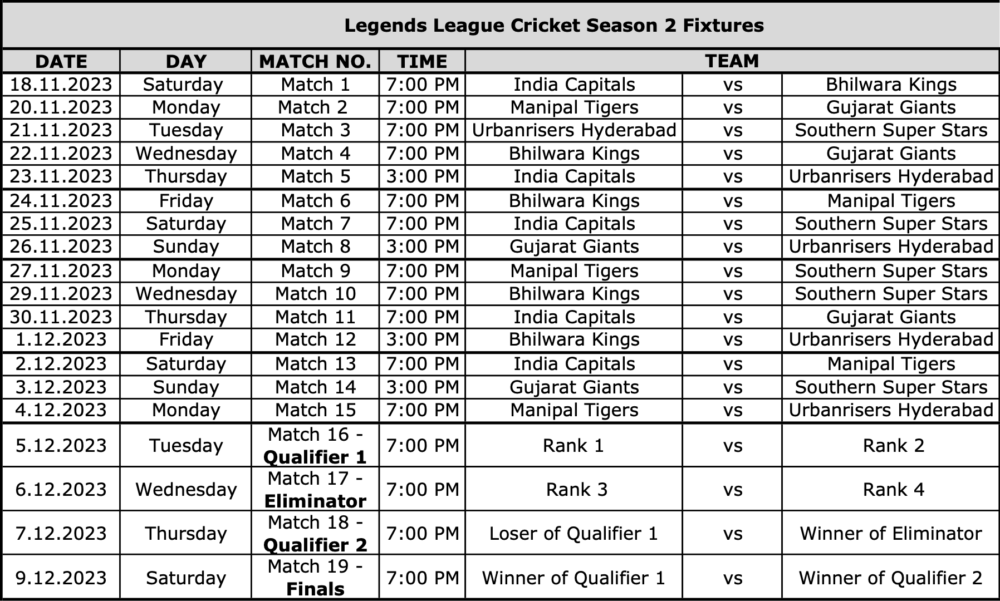 Legends League Cricket Season 2 Fixtures
DATE DAY MATCH NO. TIME TEAM
18.11.2023 Saturday Match 1 7:00 PM India Capitals vs Bhilwara Kings
20.11.2023 Monday Match 2 7:00 PM Manipal Tigers vs Gujarat Giants
21.11.2023 Tuesday Match 3 7:00 PM Urbanrisers Hyderabad vs Southern Super Stars
22.11.2023 Wednesday Match 4 7:00 PM Bhilwara Kings vs Gujarat Giants
23.11.2023 Thursday Match 5 3:00 PM India Capitals vs Urbanrisers Hyderabad
24.11.2023 Friday Match 6 7:00 PM Bhilwara Kings vs Manipal Tigers
25.11.2023 Saturday Match 7 7:00 PM India Capitals vs Southern Super Stars
26.11.2023 Sunday Match 8 3:00 PM Gujarat Giants vs Urbanrisers Hyderabad
27.11.2023 Monday Match 9 7:00 PM Manipal Tigers vs Southern Super Stars
29.11.2023 Wednesday Match 10 7:00 PM Bhilwara Kings vs Southern Super Stars
30.11.2023 Thursday Match 11 7:00 PM India Capitals vs Gujarat Giants
1.12.2023 Friday Match 12 3:00 PM Bhilwara Kings vs Urbanrisers Hyderabad
2.12.2023 Saturday Match 13 7:00 PM India Capitals vs Manipal Tigers
3.12.2023 Sunday Match 14 3:00 PM Gujarat Giants vs Southern Super Stars
4.12.2023 Monday Match 15 7:00 PM Manipal Tigers vs Urbanrisers Hyderabad
5.12.2023 Tuesday Match 16 - Qualifier 1 7:00 PM Rank 1 vs Rank 2
6.12.2023 Wednesday Match 17 - Eliminator 7:00 PM Rank 3 vs Rank 4
7.12.2023 Thursday Match 18 - Qualifier 2 7:00 PM Loser of Qualifier 1 vs Winner of Eliminator
9.12.2023 Saturday Match 19 - Finals 7:00 PM Winner of Qualifier 1 vs Winner of Qualifier 2